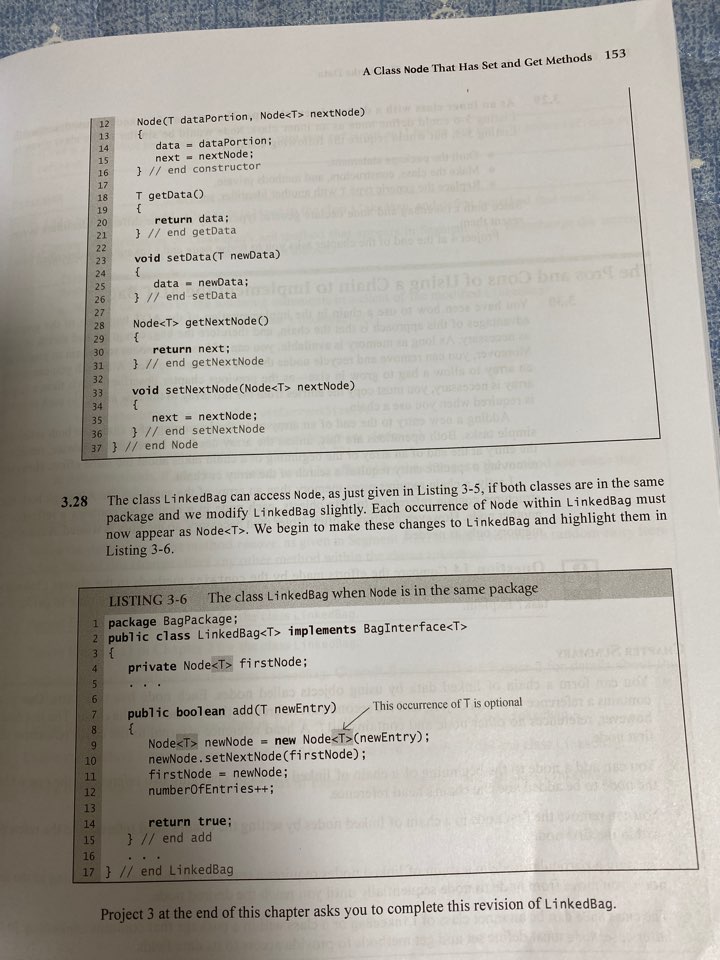 A Class Node That Has Set and Get Methods 153
12 Node(T dataPortion, Node<T> nextNode)
13 {
14 data = dataPortion;
15 next = nextNode;
16 } // end constructor
17
18 T getData()
19 {
20 return data;
21 } // end getData
22
23 void setData(T newData)
24 {
25 data = newData;
26 } // end setData
27
28 Node<T> getNextNode()
29 {
30 return next;
31 } // end getNextNode
32
33 void setNextNode(Node<T> nextNode)
34 {
35 next = nextNode;
36 } // end setNextNode
37 } // end Node
3.28 The class LinkedBag can access Node, as just given in Listing 3-5, if both classes are in the same
package and we modify LinkedBag slightly. Each occurrence of Node within LinkedBag must
now appear as Node<T>. We begin to make these changes to LinkedBag and highlight them in
Listing 3-6.
LISTING 3-6 The class LinkedBag when Node is in the same package
1 package BagPackage;
2 public class LinkedBag<T> implements BagInterface<T>
3 {
4 private Node<T> firstNode;
5 . . .
6
7 public boolean add(T newEntry) This occurrence of T is optional
8 {
9 Node<T> newNode = new Node<T>(newEntry);
10 newNode.setNextNode(firstNode);
11 firstNode = newNode;
12 numberOfEntries++;
13
14 return true;
15 } // end add
16 . . .
17 } // end LinkedBag
Project 3 at the end of this chapter asks you to complete this revision of LinkedBag.